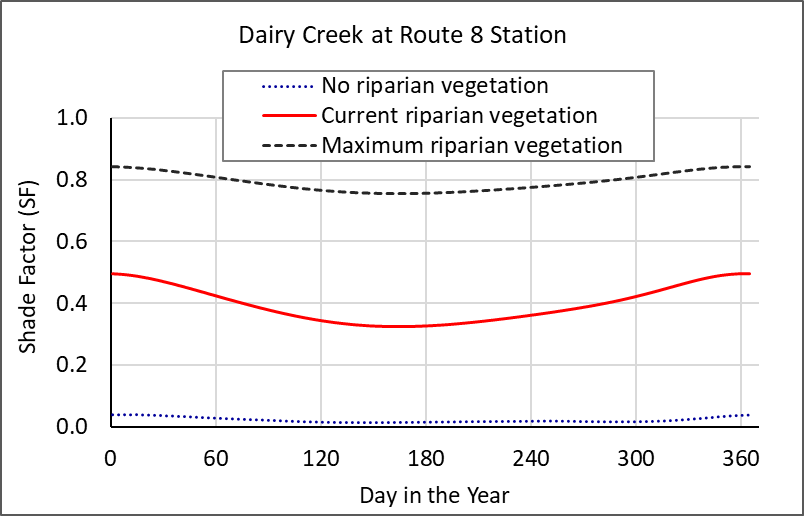 Dairy Creek at Route 8 Station
No riparian vegetation
Current riparian vegetation
Maximum riparian vegetation
1.0
0.8
0.6
0.4
0.2
0.0
Shade Factor (SF)
0 60 120 180 240 300 360
Day in the Year